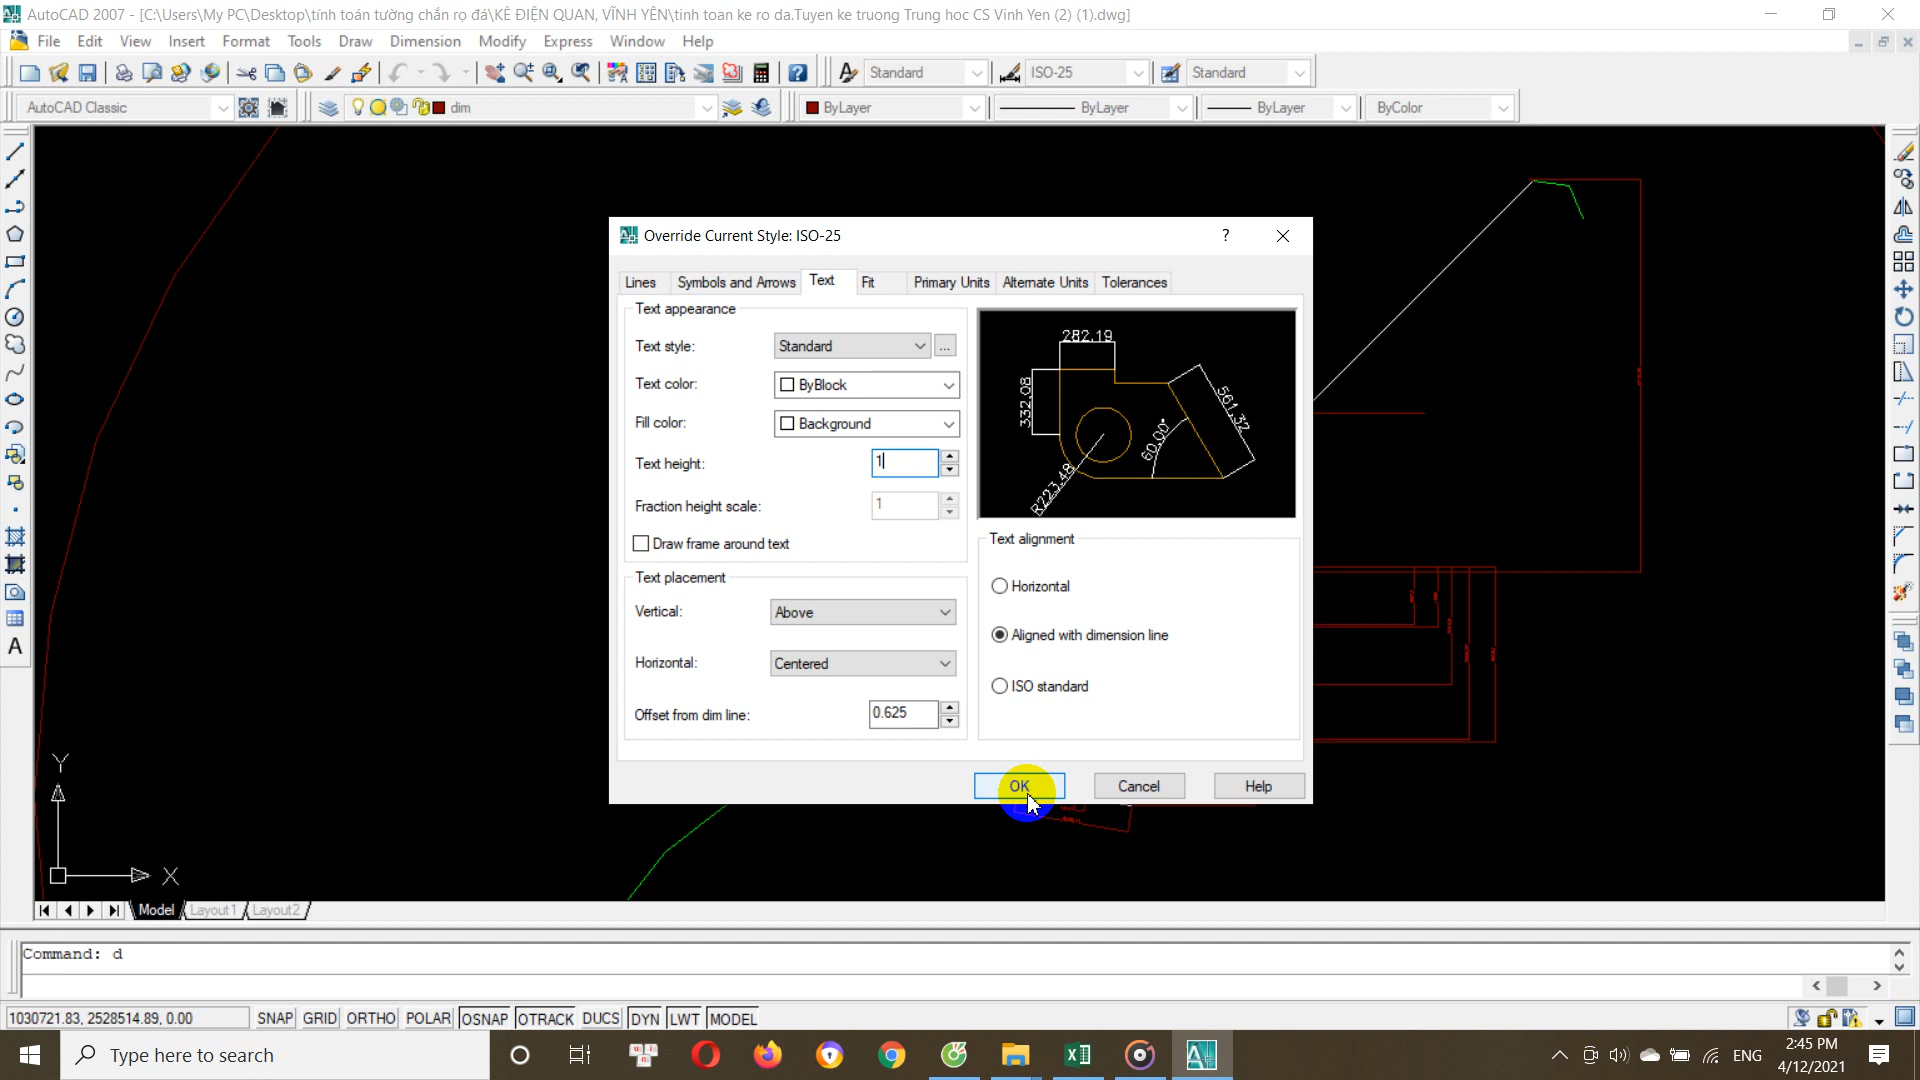 AutoCAD 2007 - [C:\Users\My PC\Desktop\tính toán tường chắn rọ đá\KÈ ĐIỆN QUAN, VĨNH YÊN\tinh toan ke ro da.Tuyen ke truong Trung hoc CS Vinh Yen (2) (1).dwg]
File Edit View Insert Format Tools Draw Dimension Modify Express Window Help
Standard ISO-25 Standard
AutoCAD Classic dim ByLayer ByLayer ByLayer ByColor
Override Current Style: ISO-25 ?
Lines Symbols and Arrows Text Fit Primary Units Alternate Units Tolerances
Text appearance
Text style: Standard ...
Text color: ByBlock
Fill color: Background
Text height: 1
Fraction height scale: 1
Draw frame around text
282.19
332.08
561.32
60.00°
R223.48
Text placement
Vertical: Above
Horizontal: Centered
Offset from dim line: 0.625
Text alignment
Horizontal
Aligned with dimension line
ISO standard
OK Cancel Help
Y
X
A
Model Layout1 Layout2
Command: d
1030721.83, 2528514.89, 0.00 SNAP GRID ORTHO POLAR OSNAP OTRACK DUCS DYN LWT MODEL
Type here to search
ENG
2:45 PM
4/12/2021